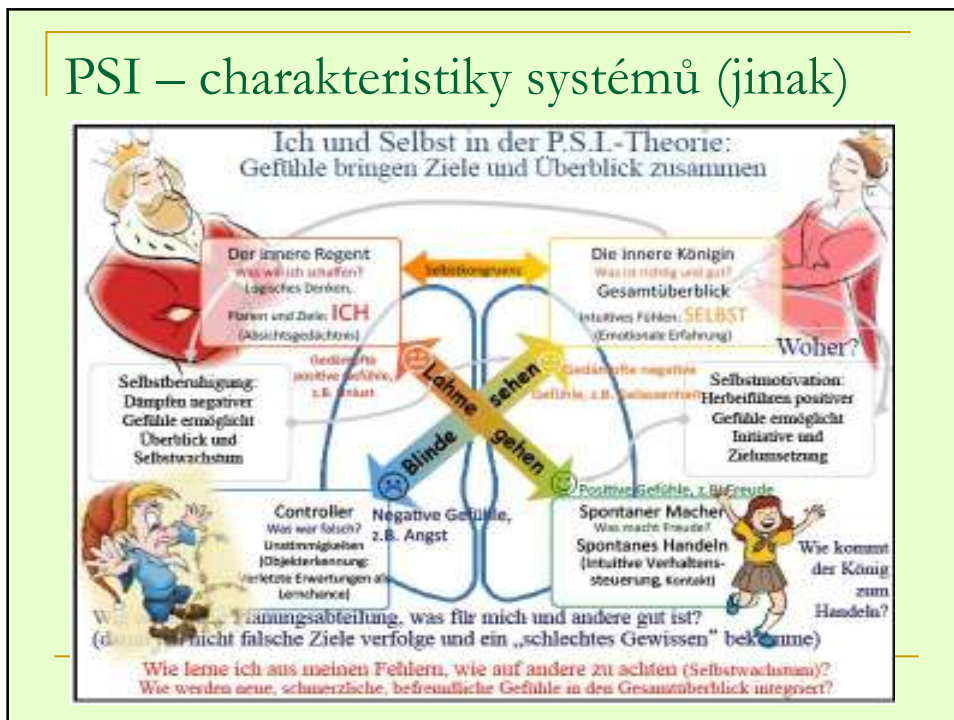 PSI – charakteristiky systémů (jinak)
Ich und Selbst in der P.S.I.-Theorie:
Gefühle bringen Ziele und Überblick zusammen
Der innere Regent
Was will ich schaffen?
Logisches Denken,
Planen und Ziele: ICH
(Absichtsgedächtnis)
Selbstkongruenz
Die innere Königin
Was ist richtig und gut?
Gesamtüberblick
Intuitives Fühlen: SELBST
(Emotionale Erfahrung)
Woher?
Selbstberuhigung:
Dämpfen negativer
Gefühle ermöglicht
Überblick und
Selbstwachstum
Gedämpfte
positive Gefühle,
z.B. Unlust
Lahme
gehen
Blinde
sehen
Gedämpfte negative
Gefühle, z.B. Gelassenheit
Selbstmotivation:
Herbeiführen positiver
Gefühle ermöglicht
Initiative und
Zielumsetzung
Controller
Was war falsch?
Unstimmigkeiten
(Objekterkennung:
Verletzte Erwartungen als
Lernchance)
Negative Gefühle,
z.B. Angst
Positive Gefühle, z.B. Freude
Spontaner Macher
Was macht Freude?
Spontanes Handeln
(Intuitive Verhaltens-
steuerung, Kontakt)
Wie kommt
der König
zum
Handeln?
Planungsabteilung, was für mich und andere gut ist?
nicht falsche Ziele verfolge und ein „schlechtes Gewissen“ bekomme)
Wie lerne ich aus meinen Fehlern, wie auf andere zu achten (Selbstwachstum)?
Wie werden neue, schmerzliche, befremdliche Gefühle in den Gesamtüberblick integriert?